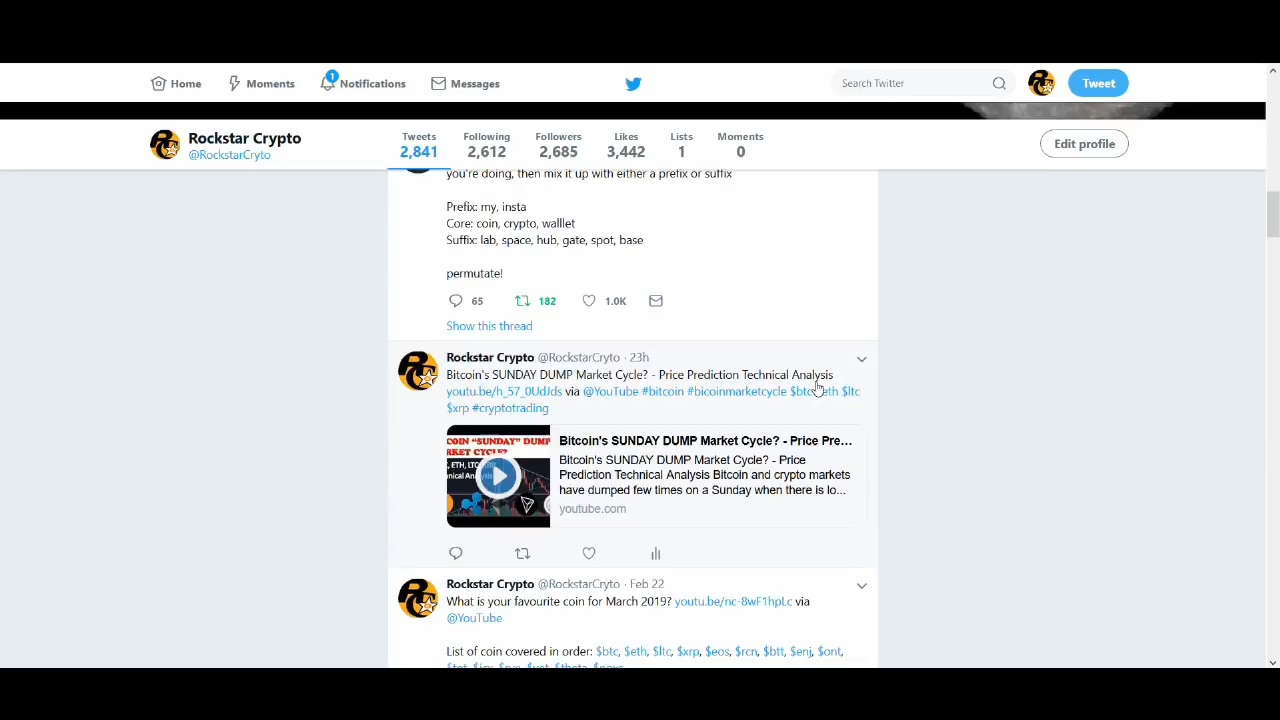 Home
Moments
1
Notifications
Messages
Search Twitter
Tweet
Rockstar Crypto
@RockstarCryto
Tweets
2,841
Following
2,612
Followers
2,685
Likes
3,442
Lists
1
Moments
0
Edit profile
you're doing, then mix it up with either a prefix or suffix
Prefix: my, insta
Core: coin, crypto, walllet
Suffix: lab, space, hub, gate, spot, base
permutate!
65
182
1.0K
Show this thread
Rockstar Crypto @RockstarCryto · 23h
Bitcoin's SUNDAY DUMP Market Cycle? - Price Prediction Technical Analysis
youtu.be/h_57_0UdJds via @YouTube #bitcoin #bicoinmarketcycle $btc $eth $ltc
$xrp #cryptotrading
COIN "SUNDAY" DUMP
RKET CYCLE?
Bitcoin's SUNDAY DUMP Market Cycle? - Price Pre...
Bitcoin's SUNDAY DUMP Market Cycle? - Price
Prediction Technical Analysis Bitcoin and crypto markets
have dumped few times on a Sunday when there is lo...
youtube.com
Rockstar Crypto @RockstarCryto · Feb 22
What is your favourite coin for March 2019? youtu.be/nc-8wF1hpLc via
@YouTube
List of coin covered in order: $btc, $eth, $ltc, $xrp, $eos, $rcn, $btt, $enj, $ont,